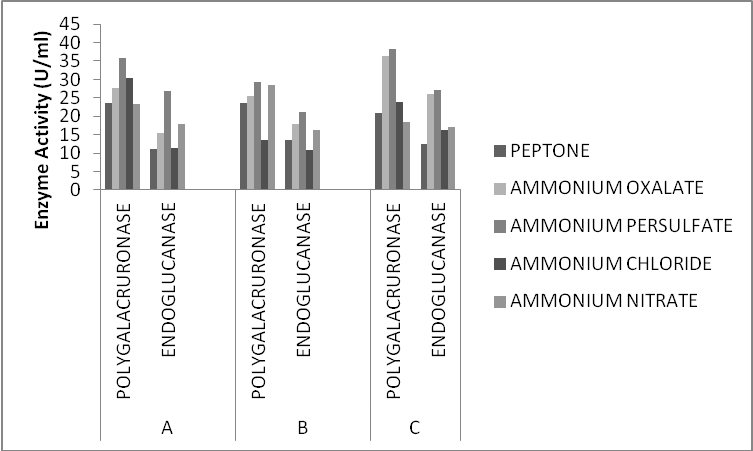 Enzyme Activity (U/ml)
45
40
35
30
25
20
15
10
5
0
POLYGALACRURONASE
ENDOGLUCANASE
POLYGALACRURONASE
ENDOGLUCANASE
POLYGALACRURONASE
ENDOGLUCANASE
A
B
C
PEPTONE
AMMONIUM OXALATE
AMMONIUM PERSULFATE
AMMONIUM CHLORIDE
AMMONIUM NITRATE